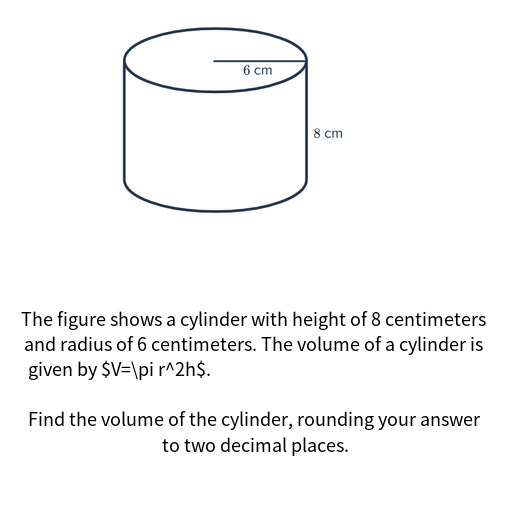 6 cm
8 cm
The figure shows a cylinder with height of 8 centimeters
and radius of 6 centimeters. The volume of a cylinder is
given by $V=\pi r^2h$.
Find the volume of the cylinder, rounding your answer
to two decimal places.